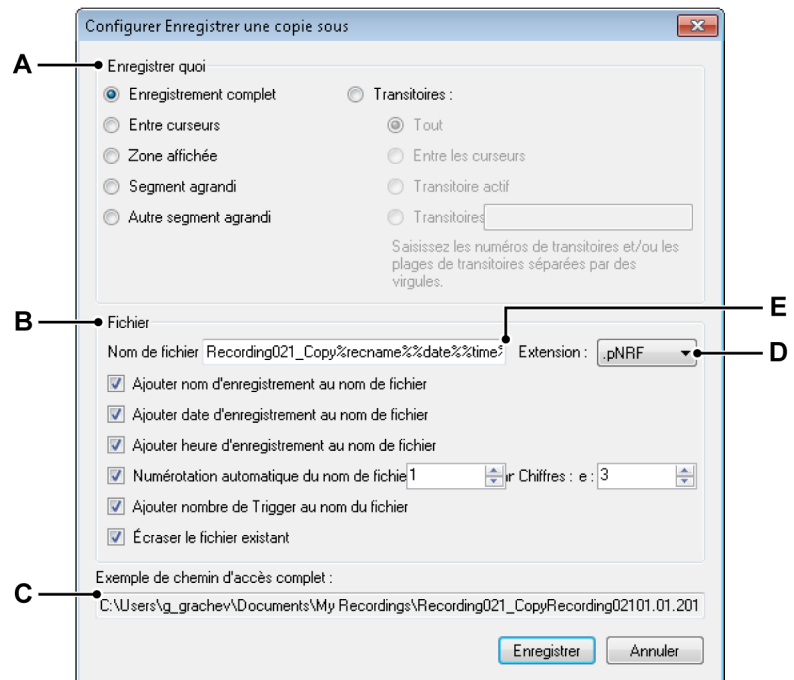 Configurer Enregistrer une copie sous
A
Enregistrer quoi
Enregistrement complet
Transitoires :
Entre curseurs
Tout
Zone affichée
Entre les curseurs
Segment agrandi
Transitoire actif
Autre segment agrandi
Transitoires
Saisissez les numéros de transitoires et/ou les
plages de transitoires séparées par des
virgules.
B
Fichier
E
Nom de fichier Recording021_Copy%recname%%date%%time% Extension : .pNRF
D
Ajouter nom d'enregistrement au nom de fichier
Ajouter date d'enregistrement au nom de fichier
Ajouter heure d'enregistrement au nom de fichier
Numérotation automatique du nom de fichie 1 r Chiffres : e : 3
Ajouter nombre de Trigger au nom du fichier
Écraser le fichier existant
Exemple de chemin d'accès complet :
C
C:\Users\g_grachev\Documents\My Recordings\Recording021_CopyRecording02101.01.201
Enregistrer
Annuler